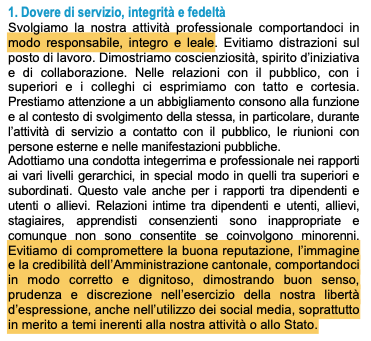 1. Dovere di servizio, integrità e fedeltà
Svolgiamo la nostra attività professionale comportandoci in
modo responsabile, integro e leale. Evitiamo distrazioni sul
posto di lavoro. Dimostriamo coscienziosità, spirito d’iniziativa
e di collaborazione. Nelle relazioni con il pubblico, con i
superiori e i colleghi ci esprimiamo con tatto e cortesia.
Prestiamo attenzione a un abbigliamento consono alla funzione
e al contesto di svolgimento della stessa, in particolare, durante
l’attività di servizio a contatto con il pubblico, le riunioni con
persone esterne e nelle manifestazioni pubbliche.
Adottiamo una condotta integerrima e professionale nei rapporti
ai vari livelli gerarchici, in special modo in quelli tra superiori e
subordinati. Questo vale anche per i rapporti tra dipendenti e
utenti o allievi. Relazioni intime tra dipendenti e utenti, allievi,
stagiaires, apprendisti consenzienti sono inappropriate e
comunque non sono consentite se coinvolgono minorenni.
Evitiamo di compromettere la buona reputazione, l’immagine
e la credibilità dell’Amministrazione cantonale, comportandoci
in modo corretto e dignitoso, dimostrando buon senso,
prudenza e discrezione nell’esercizio della nostra libertà
d’espressione, anche nell’utilizzo dei social media, soprattutto
in merito a temi inerenti alla nostra attività o allo Stato.